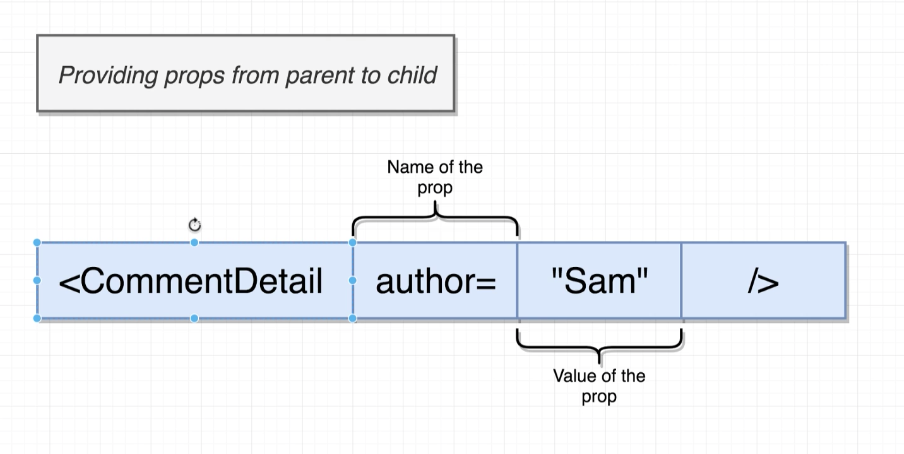 Providing props from parent to child
Name of the
prop
<CommentDetail author= "Sam" />
Value of the
prop